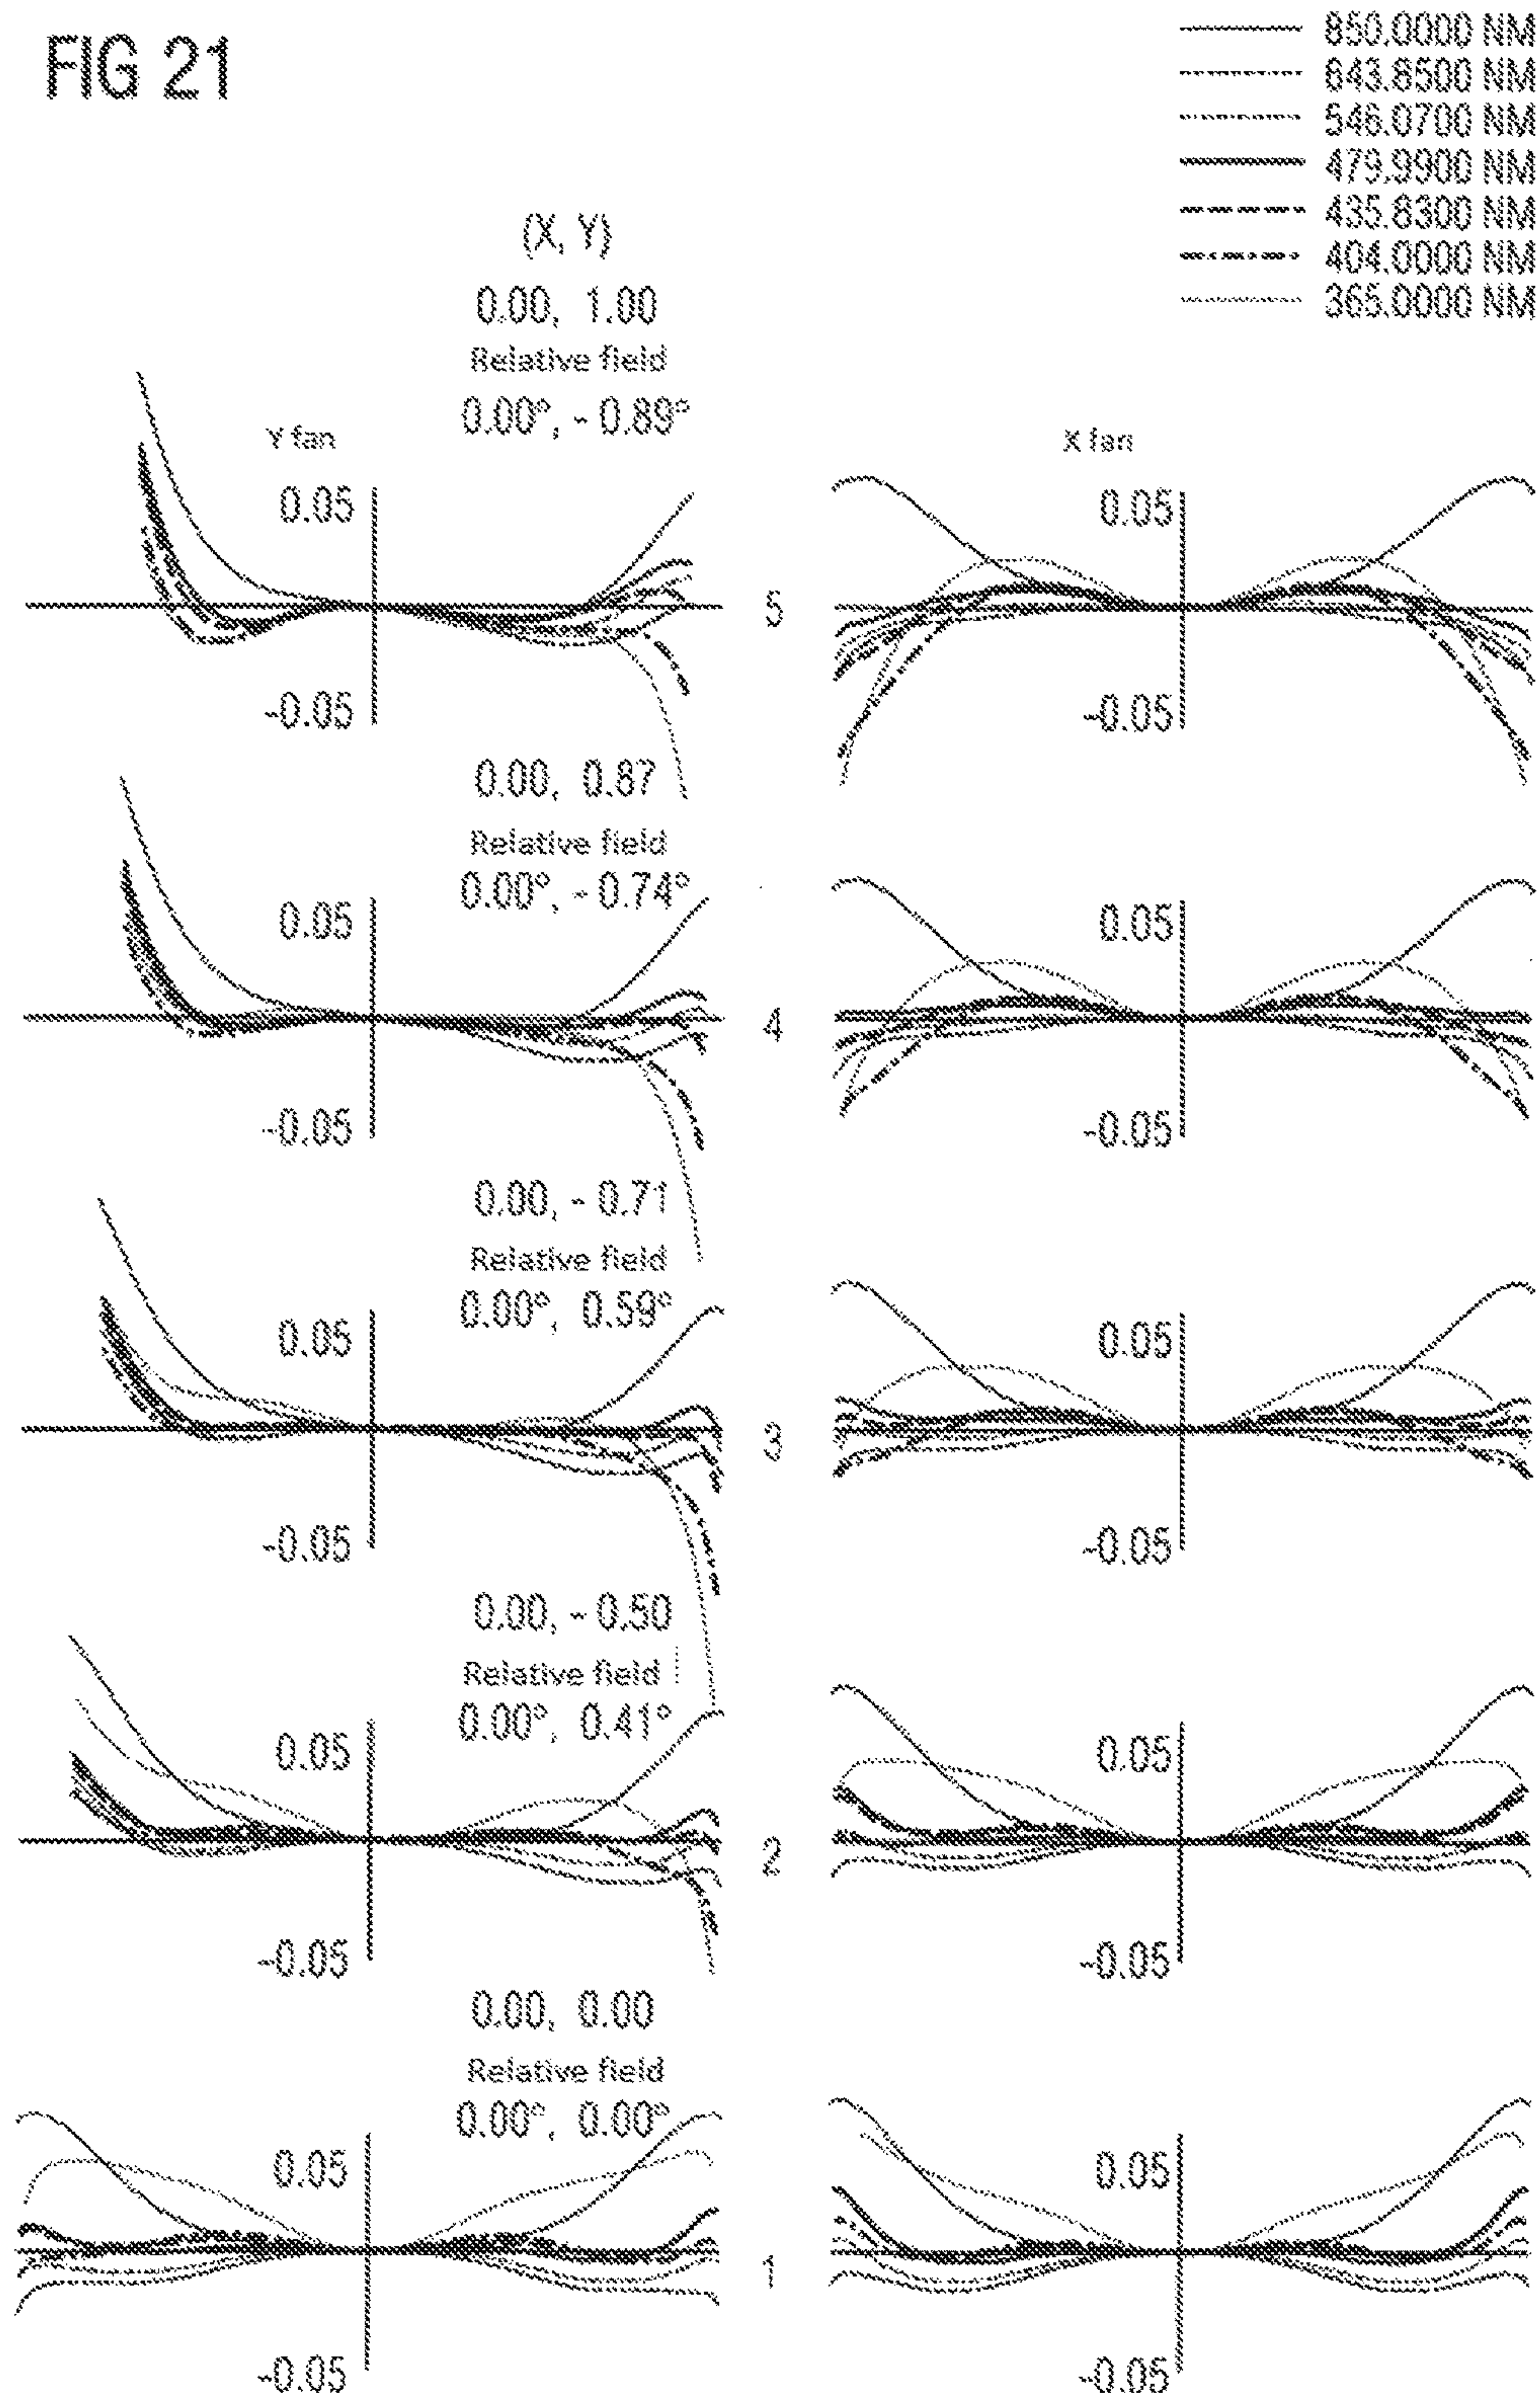 FIG 21
850.0000 NM
643.8500 NM
546.0700 NM
479.9900 NM
435.8300 NM
404.0000 NM
365.0000 NM
(X, Y)
0.00, 1.00
Relative field
0.00°, - 0.89°
Y fan
X fan
0.05
0.05
5
-0.05
-0.05
0.00, 0.87
Relative field
0.00°, - 0.74°
0.05
0.05
4
-0.05
-0.05
0.00, - 0.71
Relative field
0.00°, 0.59°
0.05
0.05
3
-0.05
-0.05
0.00, - 0.50
Relative field
0.00°, 0.41°
0.05
0.05
2
-0.05
-0.05
0.00, 0.00
Relative field
0.00°, 0.00°
0.05
0.05
1
-0.05
-0.05